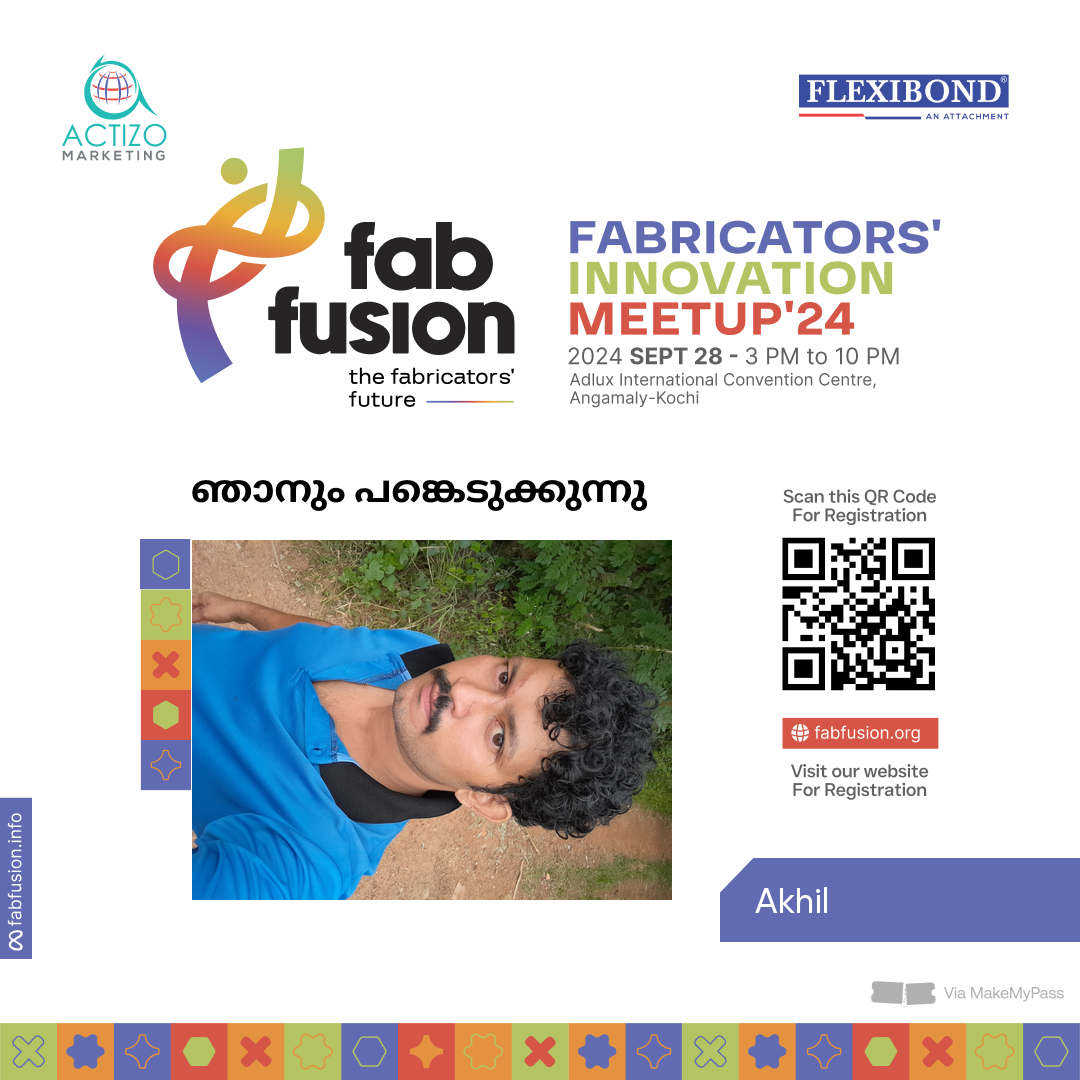 ACTIZO
MARKETING
FLEXIBOND®
AN ATTACHMENT
fab
fusion
the fabricators'
future
FABRICATORS'
INNOVATION
MEETUP'24
2024 SEPT 28 - 3 PM to 10 PM
Adlux International Convention Centre,
Angamaly-Kochi
ഞാനും പങ്കെടുക്കുന്നു
Scan this QR Code
For Registration
fabfusion.org
Visit our website
For Registration
fabfusion.info
Akhil
Via MakeMyPass